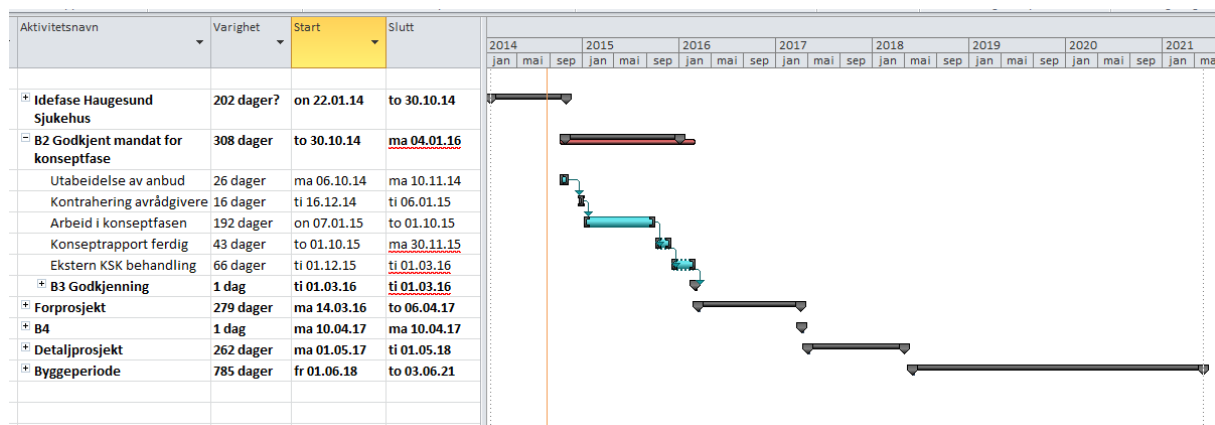 Aktivitetsnavn Varighet Start Slutt
2014 2015 2016 2017 2018 2019 2020 2021
jan mai sep jan mai sep jan mai sep jan mai sep jan mai sep jan mai sep jan mai sep jan ma
Idefase Haugesund Sjukehus 202 dager? on 22.01.14 to 30.10.14
B2 Godkjent mandat for konseptfase 308 dager to 30.10.14 ma 04.01.16
Utabeidelse av anbud 26 dager ma 06.10.14 ma 10.11.14
Kontrahering avrådgivere 16 dager ti 16.12.14 ti 06.01.15
Arbeid i konseptfasen 192 dager on 07.01.15 to 01.10.15
Konseptrapport ferdig 43 dager to 01.10.15 ma 30.11.15
Ekstern KSK behandling 66 dager ti 01.12.15 ti 01.03.16
B3 Godkjenning 1 dag ti 01.03.16 ti 01.03.16
Forprosjekt 279 dager ma 14.03.16 to 06.04.17
B4 1 dag ma 10.04.17 ma 10.04.17
Detaljprosjekt 262 dager ma 01.05.17 ti 01.05.18
Byggeperiode 785 dager fr 01.06.18 to 03.06.21